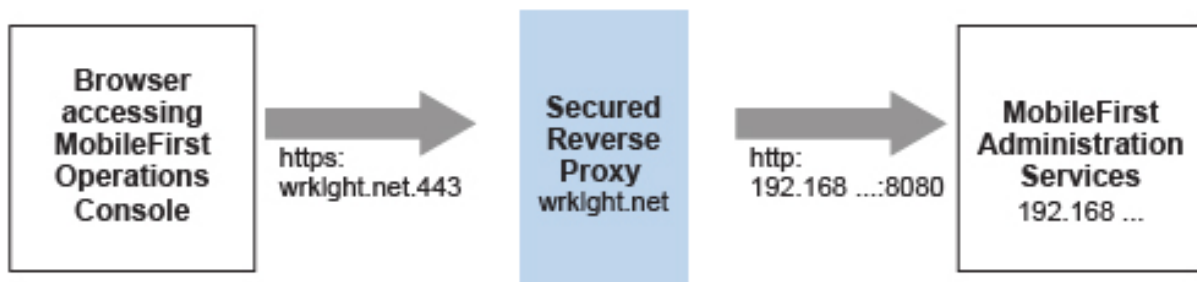 Browser
accessing
MobileFirst
Operations
Console
https:
wrklght.net.443
Secured
Reverse
Proxy
wrklght.net
http:
192.168 ...:8080
MobileFirst
Administration
Services
192.168 ...